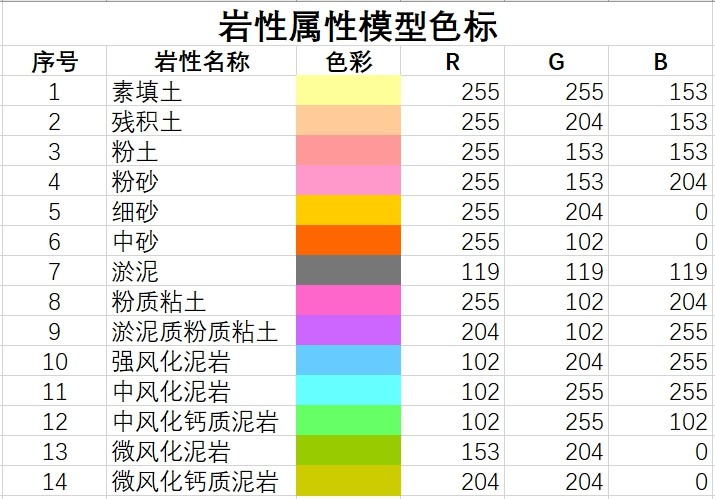 岩性属性模型色标
序号 岩性名称 色彩 R G B
1 素填土 255 255 153
2 残积土 255 204 153
3 粉土 255 153 153
4 粉砂 255 153 204
5 细砂 255 204 0
6 中砂 255 102 0
7 淤泥 119 119 119
8 粉质粘土 255 102 204
9 淤泥质粉质粘土 204 102 255
10 强风化泥岩 102 204 255
11 中风化泥岩 102 255 255
12 中风化钙质泥岩 102 255 102
13 微风化泥岩 153 204 0
14 微风化钙质泥岩 204 204 0